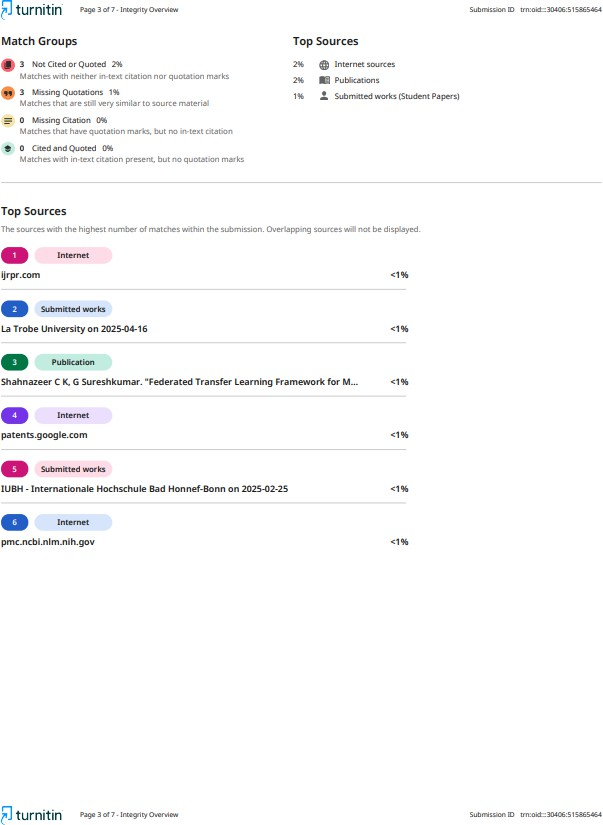 turnitin Page 3 of 7 - Integrity Overview Submission ID trn:oid:::30406:515865464
Match Groups
3 Not Cited or Quoted 2%
Matches with neither in-text citation nor quotation marks
3 Missing Quotations 1%
Matches that are still very similar to source material
0 Missing Citation 0%
Matches that have quotation marks, but no in-text citation
0 Cited and Quoted 0%
Matches with in-text citation present, but no quotation marks
Top Sources
2% Internet sources
2% Publications
1% Submitted works (Student Papers)
Top Sources
The sources with the highest number of matches within the submission. Overlapping sources will not be displayed.
1 Internet
ijrpr.com <1%
2 Submitted works
La Trobe University on 2025-04-16 <1%
3 Publication
Shahnazeer C K, G Sureshkumar. "Federated Transfer Learning Framework for M... <1%
4 Internet
patents.google.com <1%
5 Submitted works
IUBH - Internationale Hochschule Bad Honnef-Bonn on 2025-02-25 <1%
6 Internet
pmc.ncbi.nlm.nih.gov <1%
turnitin Page 3 of 7 - Integrity Overview Submission ID trn:oid:::30406:515865464